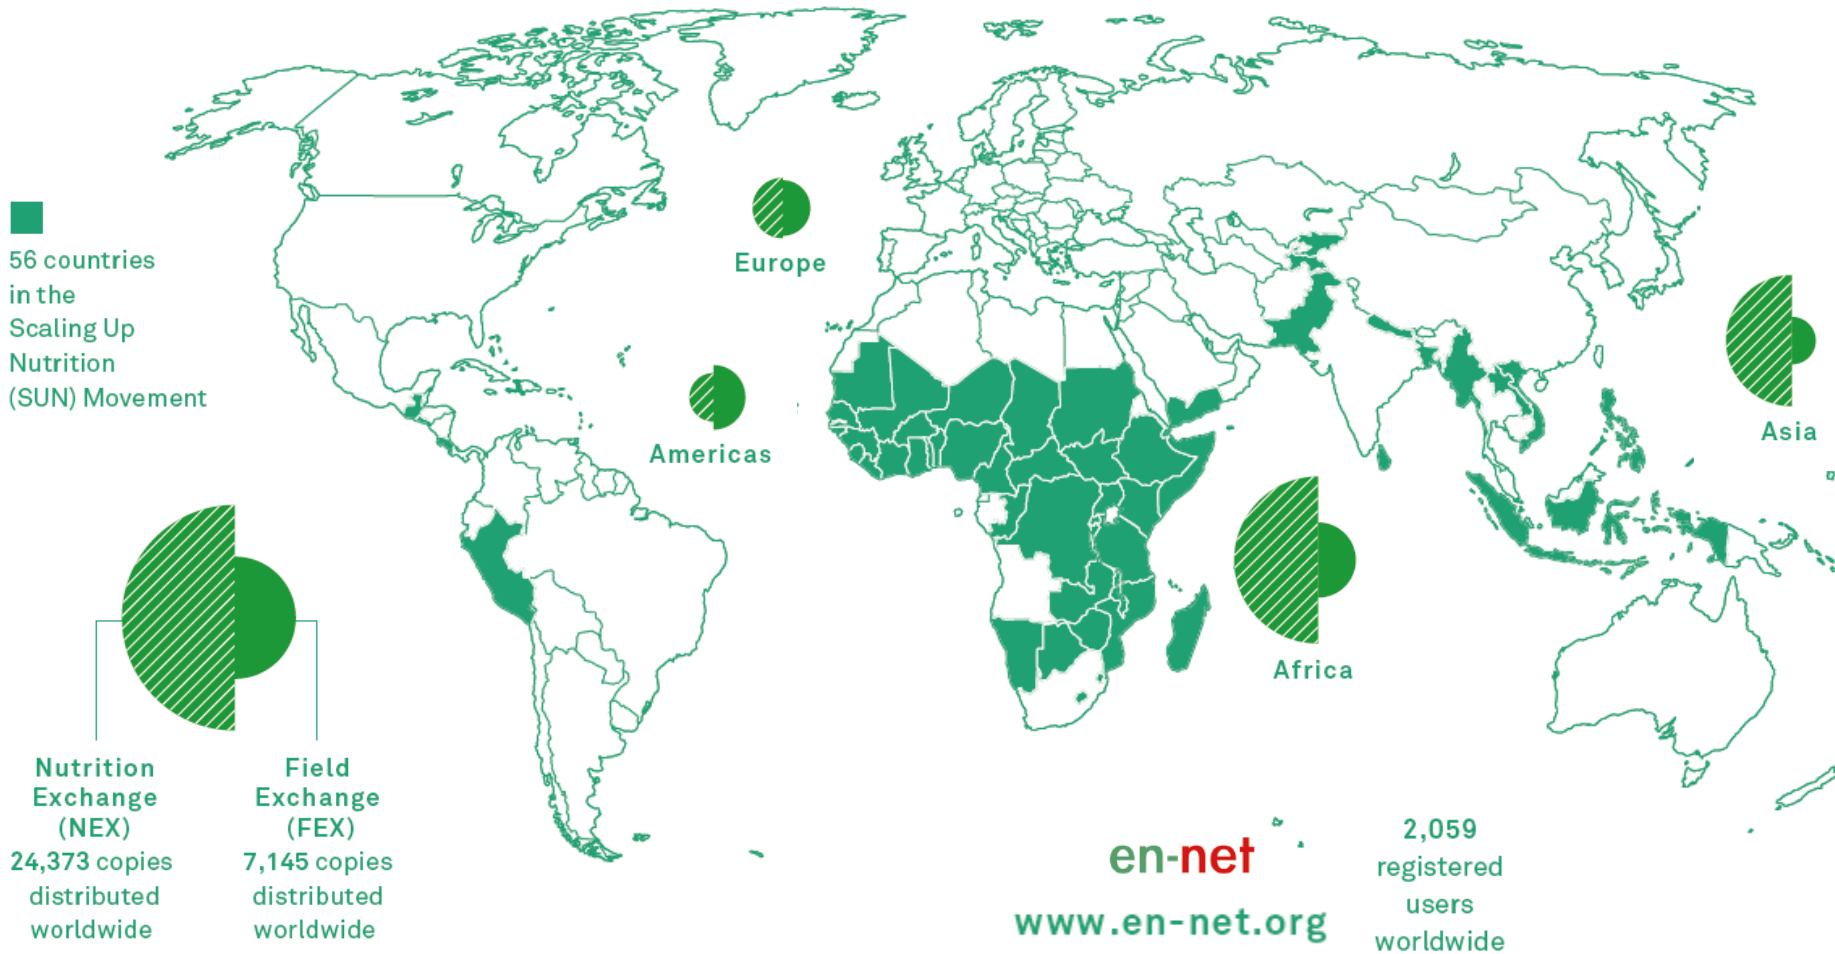 56 countries
in the
Scaling Up
Nutrition
(SUN) Movement
Europe
Americas
Asia
Africa
Nutrition
Exchange
(NEX)
24,373 copies
distributed
worldwide
Field
Exchange
(FEX)
7,145 copies
distributed
worldwide
en-net
www.en-net.org
2,059
registered
users
worldwide